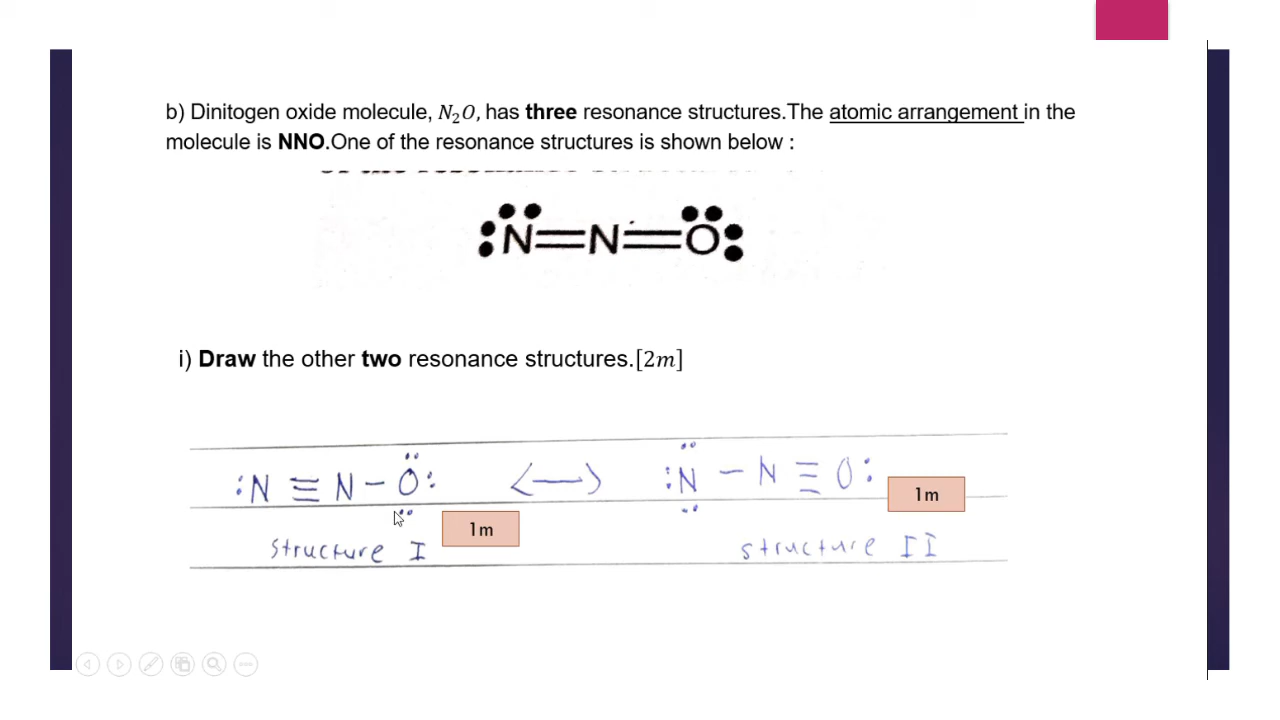 b) Dinitogen oxide molecule, N₂O, has three resonance structures.The atomic arrangement in the
molecule is NNO.One of the resonance structures is shown below :
:N=N=O:
i) Draw the other two resonance structures.[2m]
:N ≡ N - O: <—> :N - N ≡ O:
1m
1m
structure I structure II